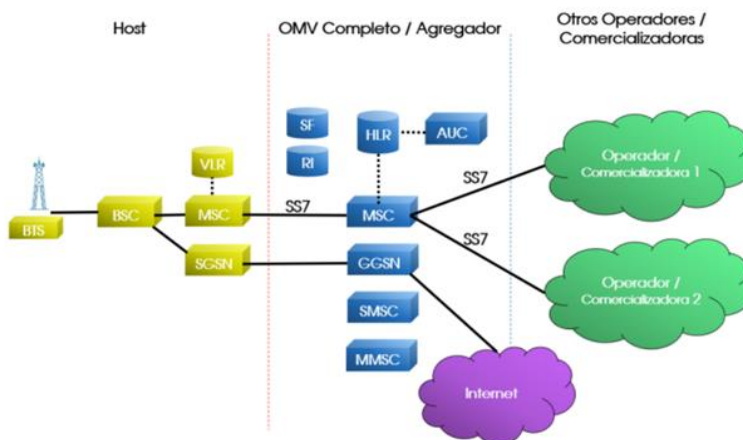 Host
OMV Completo / Agregador
Otros Operadores /
Comercializadoras
SF
HLR
AUC
VLR
RI
Operador /
Comercializadora 1
SS7
BTS
BSC
MSC
SS7
MSC
SS7
SGSN
GGSN
Operador /
Comercializadora 2
SMSC
MMSC
Internet